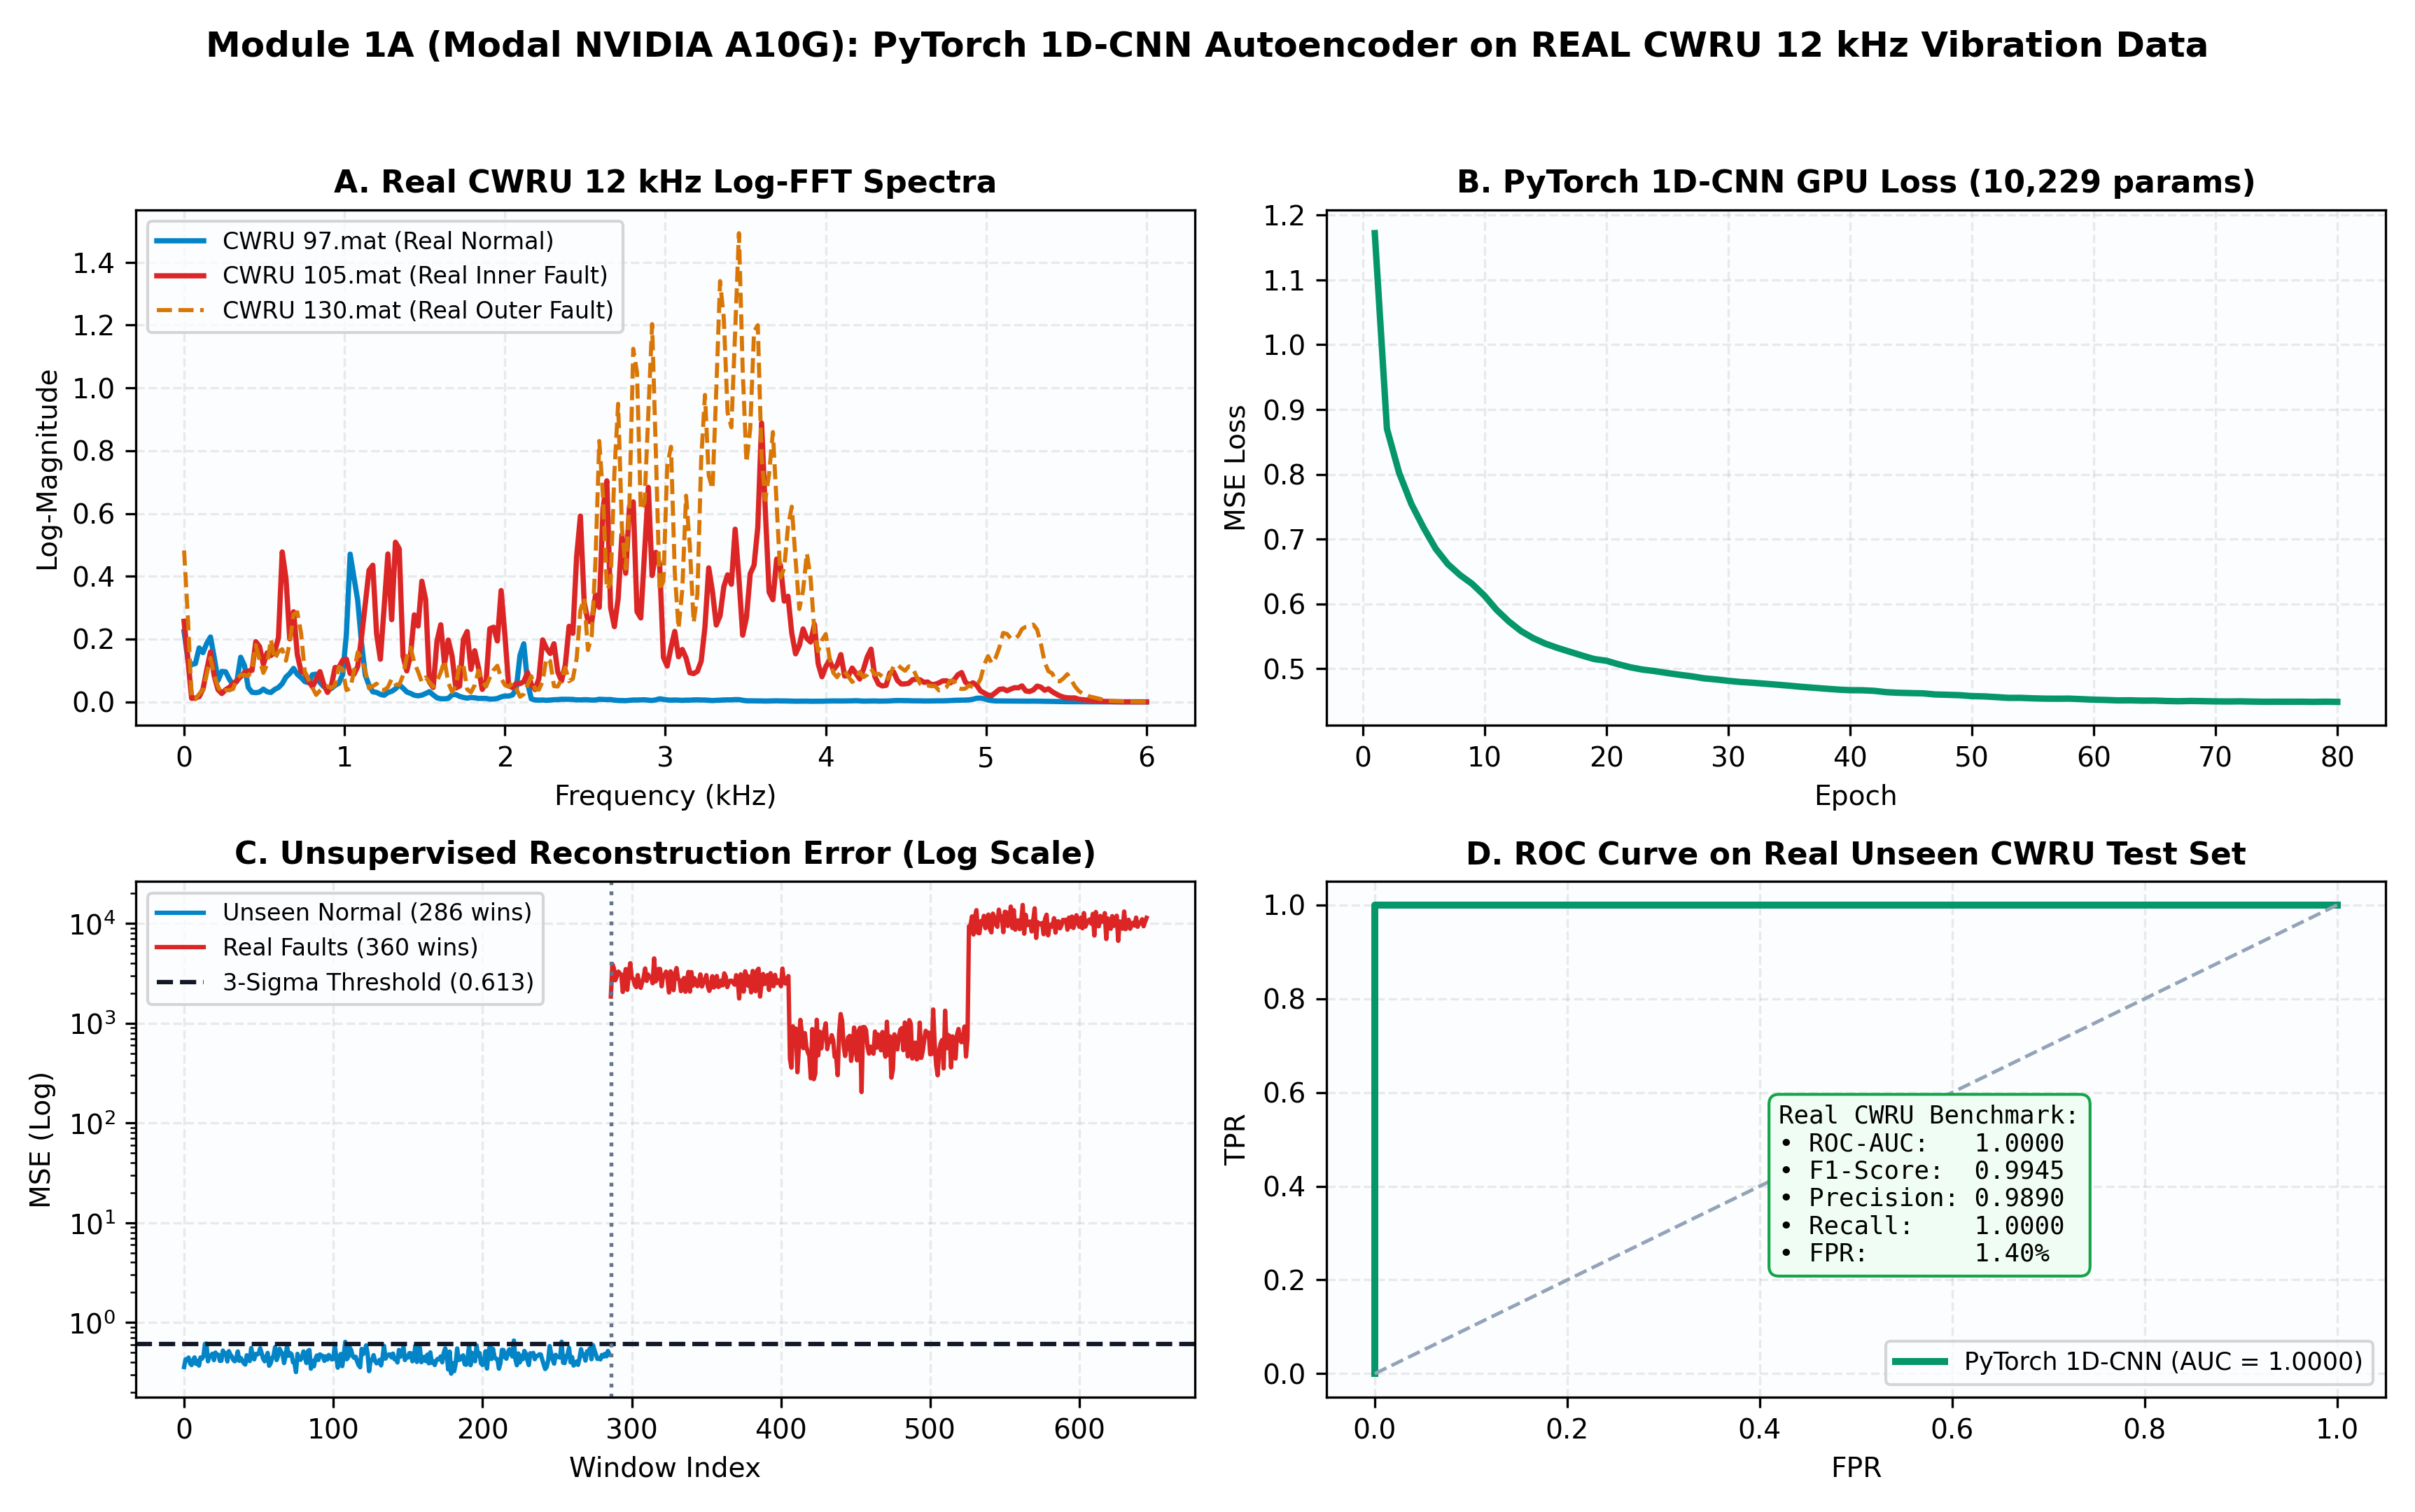 Module 1A (Modal NVIDIA A10G): PyTorch 1D-CNN Autoencoder on REAL CWRU 12 kHz Vibration Data
A. Real CWRU 12 kHz Log-FFT Spectra
CWRU 97.mat (Real Normal)
CWRU 105.mat (Real Inner Fault)
CWRU 130.mat (Real Outer Fault)
Log-Magnitude
1.4
1.2
1.0
0.8
0.6
0.4
0.2
0.0
0 1 2 3 4 5 6
Frequency (kHz)
B. PyTorch 1D-CNN GPU Loss (10,229 params)
MSE Loss
1.2
1.1
1.0
0.9
0.8
0.7
0.6
0.5
0 10 20 30 40 50 60 70 80
Epoch
C. Unsupervised Reconstruction Error (Log Scale)
Unseen Normal (286 wins)
Real Faults (360 wins)
3-Sigma Threshold (0.613)
MSE (Log)
10⁴
10³
10²
10¹
10⁰
0 100 200 300 400 500 600
Window Index
D. ROC Curve on Real Unseen CWRU Test Set
TPR
1.0
0.8
0.6
0.4
0.2
0.0
Real CWRU Benchmark:
• ROC-AUC: 1.0000
• F1-Score: 0.9945
• Precision: 0.9890
• Recall: 1.0000
• FPR: 1.40%
PyTorch 1D-CNN (AUC = 1.0000)
0.0 0.2 0.4 0.6 0.8 1.0
FPR